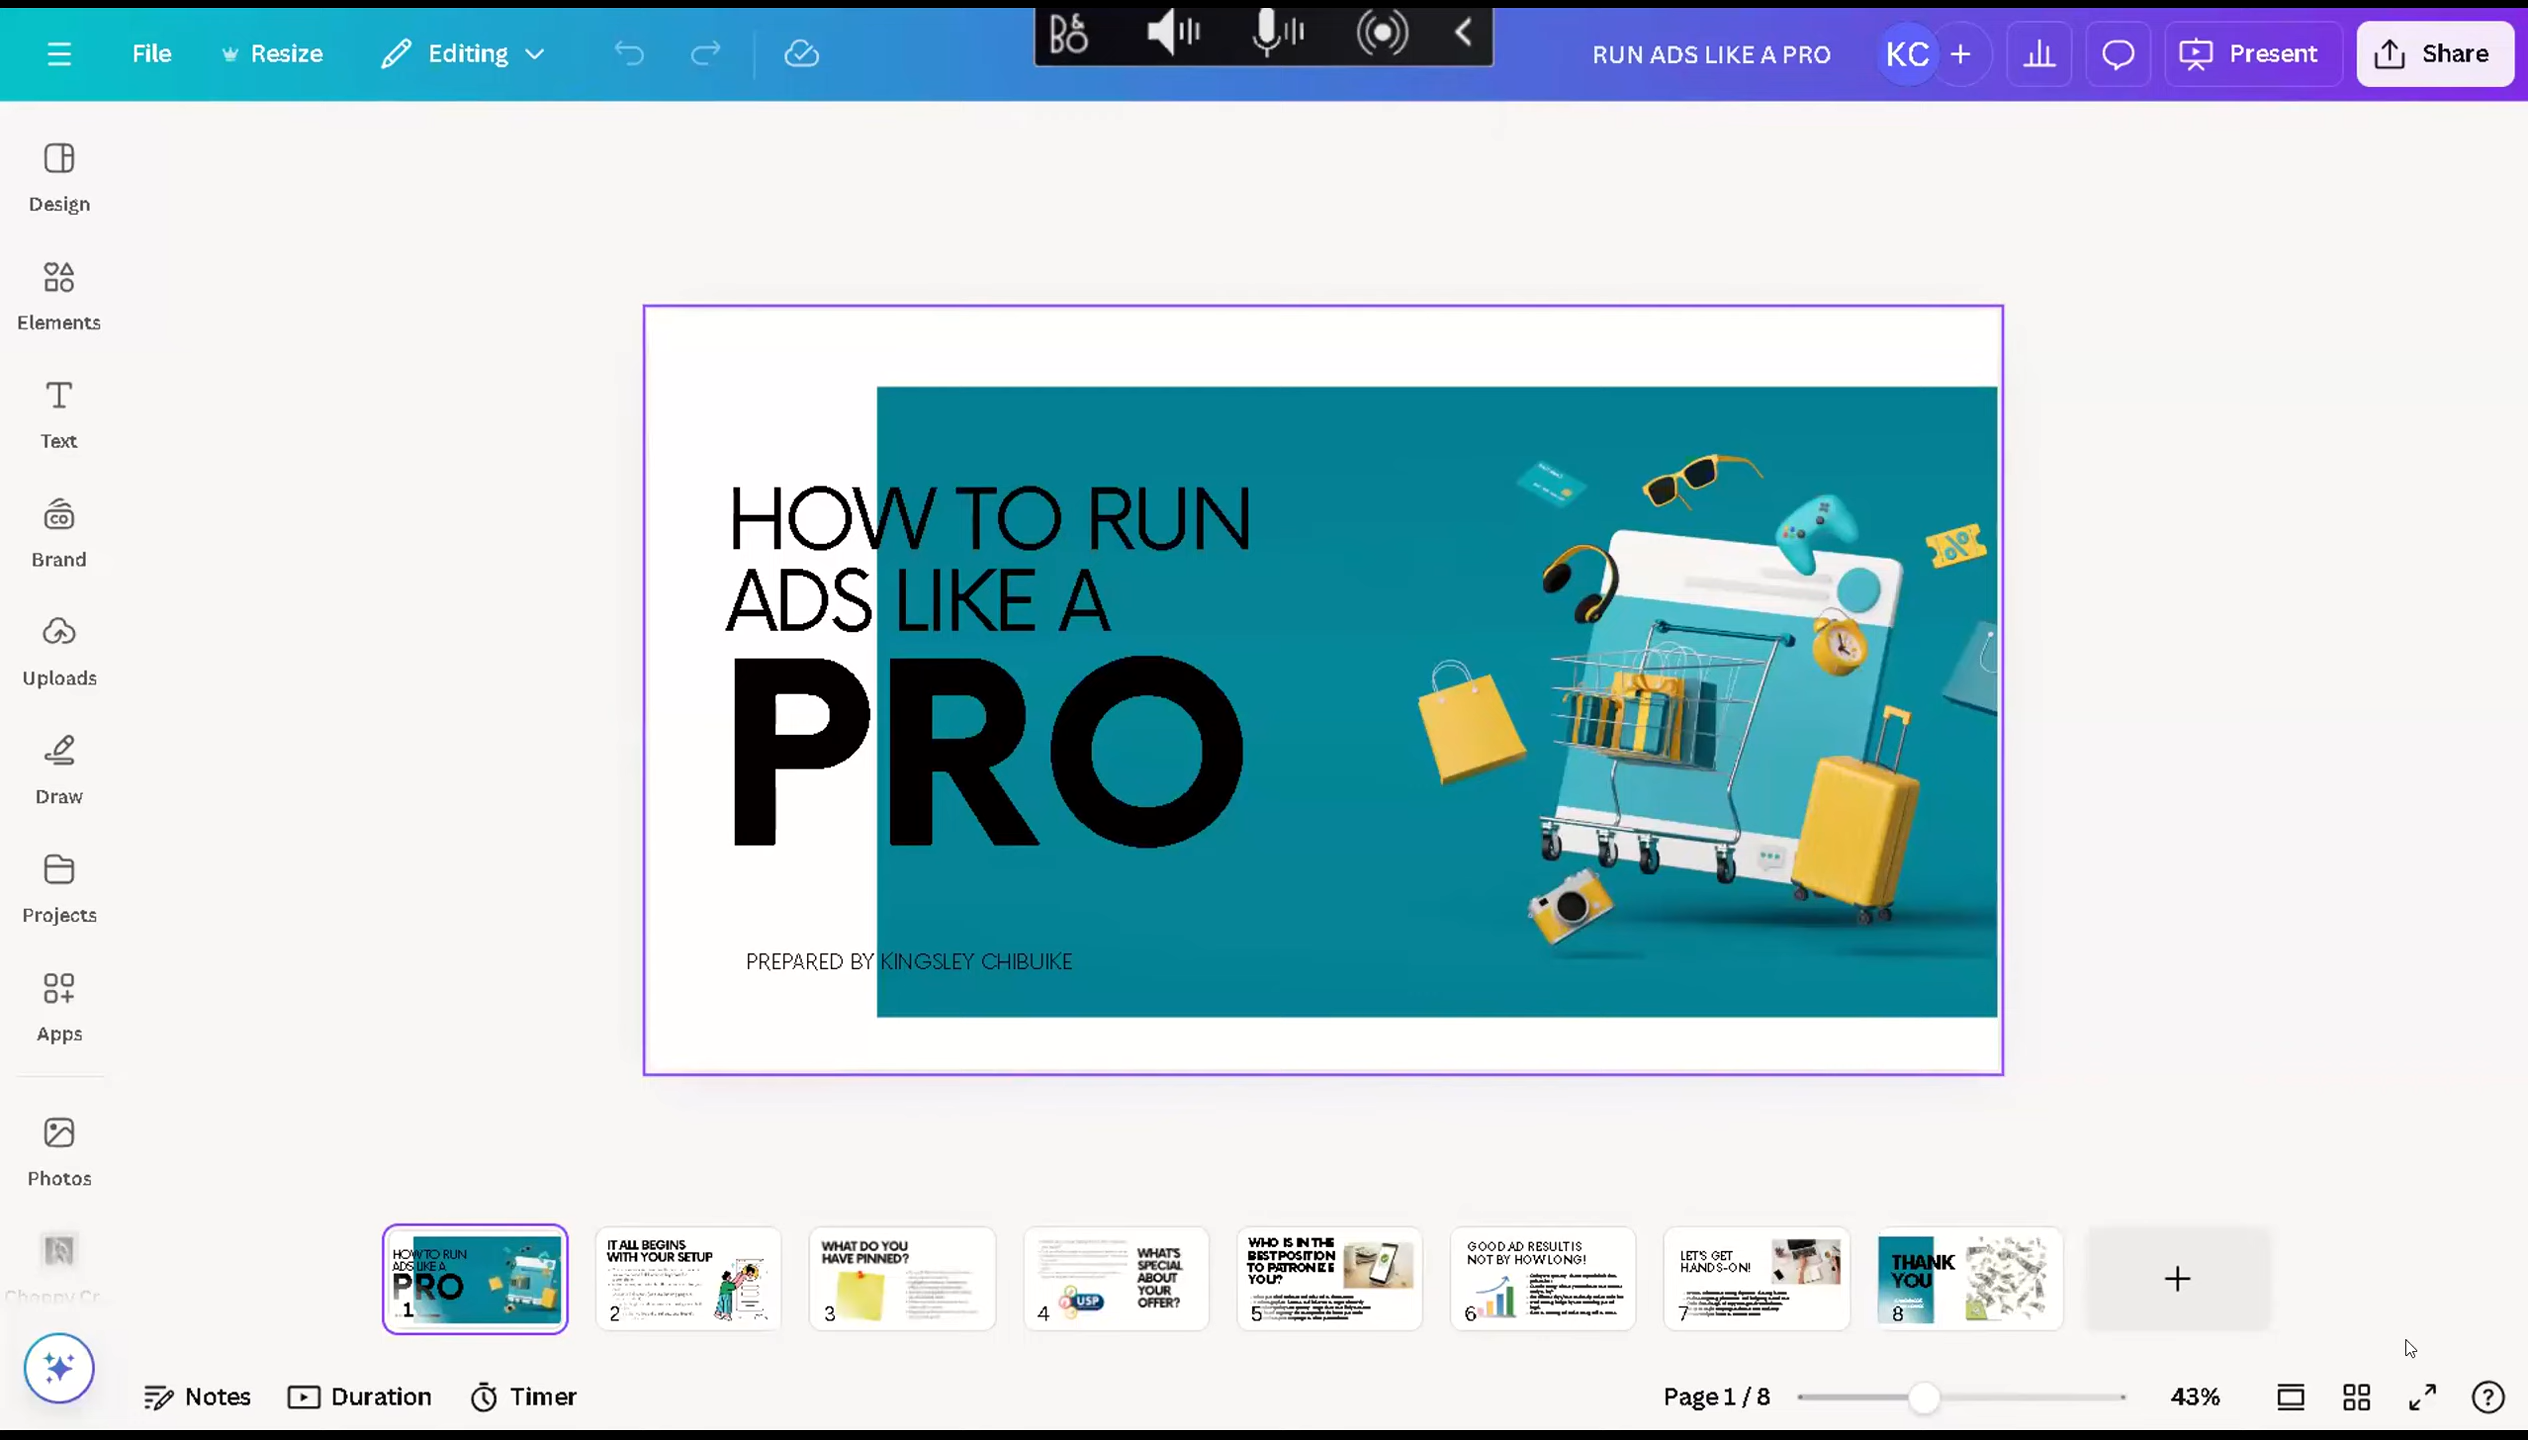 File
Resize
Editing
B&O
RUN ADS LIKE A PRO
KC
Present
Share
Design
Elements
Text
Brand
Uploads
Draw
Projects
Apps
Photos
HOW TO RUN
ADS LIKE A
PRO
PREPARED BY KINGSLEY CHIBUIKE
HOW TO RUN
ADS LIKE A
PRO
1
IT ALL BEGINS
WITH YOUR SETUP
2
WHAT DO YOU
HAVE PINNED?
3
WHAT'S
SPECIAL
ABOUT
YOUR
OFFER?
USP
4
WHO IS IN THE
BEST POSITION
TO PATRONIZE
YOU?
5
GOOD AD RESULT IS
NOT BY HOW LONG!
6
LET'S GET
HANDS-ON!
7
THANK
YOU
8
Notes
Duration
Timer
Page 1 / 8
43%